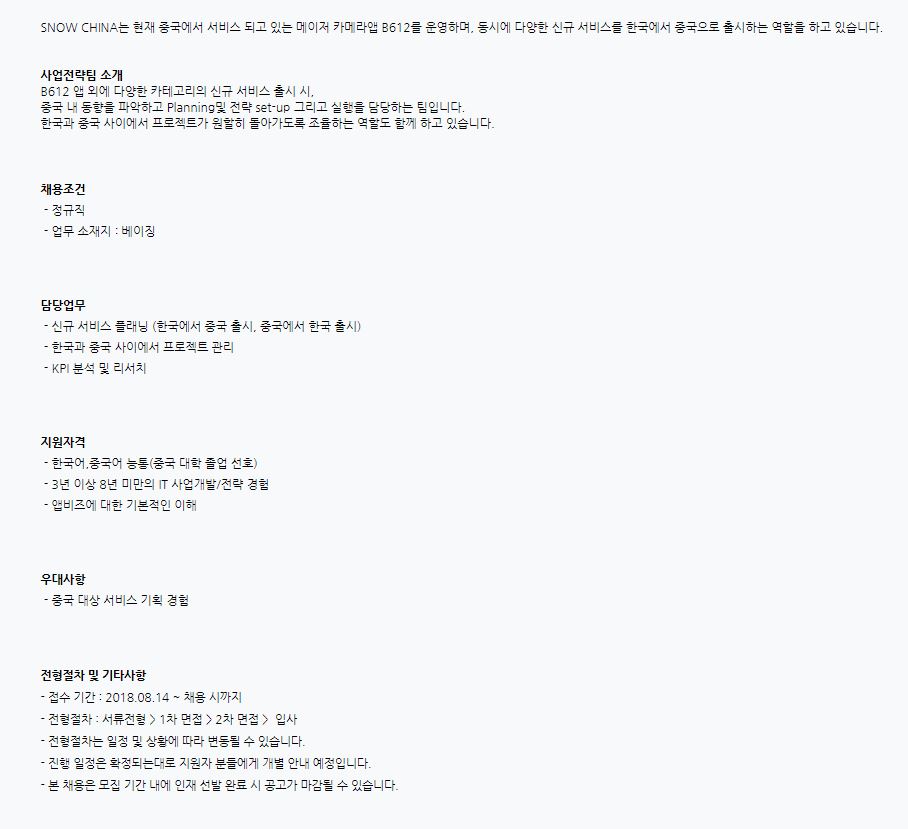 SNOW CHINA는 현재 중국에서 서비스 되고 있는 메이저 카메라앱 B612를 운영하며, 동시에 다양한 신규 서비스를 한국에서 중국으로 출시하는 역할을 하고 있습니다.
사업전략팀 소개
B612 앱 외에 다양한 카테고리의 신규 서비스 출시 시,
중국 내 동향을 파악하고 Planning및 전략 set-up 그리고 실행을 담당하는 팀입니다.
한국과 중국 사이에서 프로젝트가 원할히 돌아가도록 조율하는 역할도 함께 하고 있습니다.
채용조건
- 정규직
- 업무 소재지 : 베이징
담당업무
- 신규 서비스 플래닝 (한국에서 중국 출시, 중국에서 한국 출시)
- 한국과 중국 사이에서 프로젝트 관리
- KPI 분석 및 리서치
지원자격
- 한국어,중국어 능통(중국 대학 졸업 선호)
- 3년 이상 8년 미만의 IT 사업개발/전략 경험
- 앱비즈에 대한 기본적인 이해
우대사항
- 중국 대상 서비스 기획 경험
전형절차 및 기타사항
- 접수 기간 : 2018.08.14 ~ 채용 시까지
- 전형절차 : 서류전형 > 1차 면접 > 2차 면접 > 입사
- 전형절차는 일정 및 상황에 따라 변동될 수 있습니다.
- 진행 일정은 확정되는대로 지원자 분들에게 개별 안내 예정입니다.
- 본 채용은 모집 기간 내에 인재 선발 완료 시 공고가 마감될 수 있습니다.